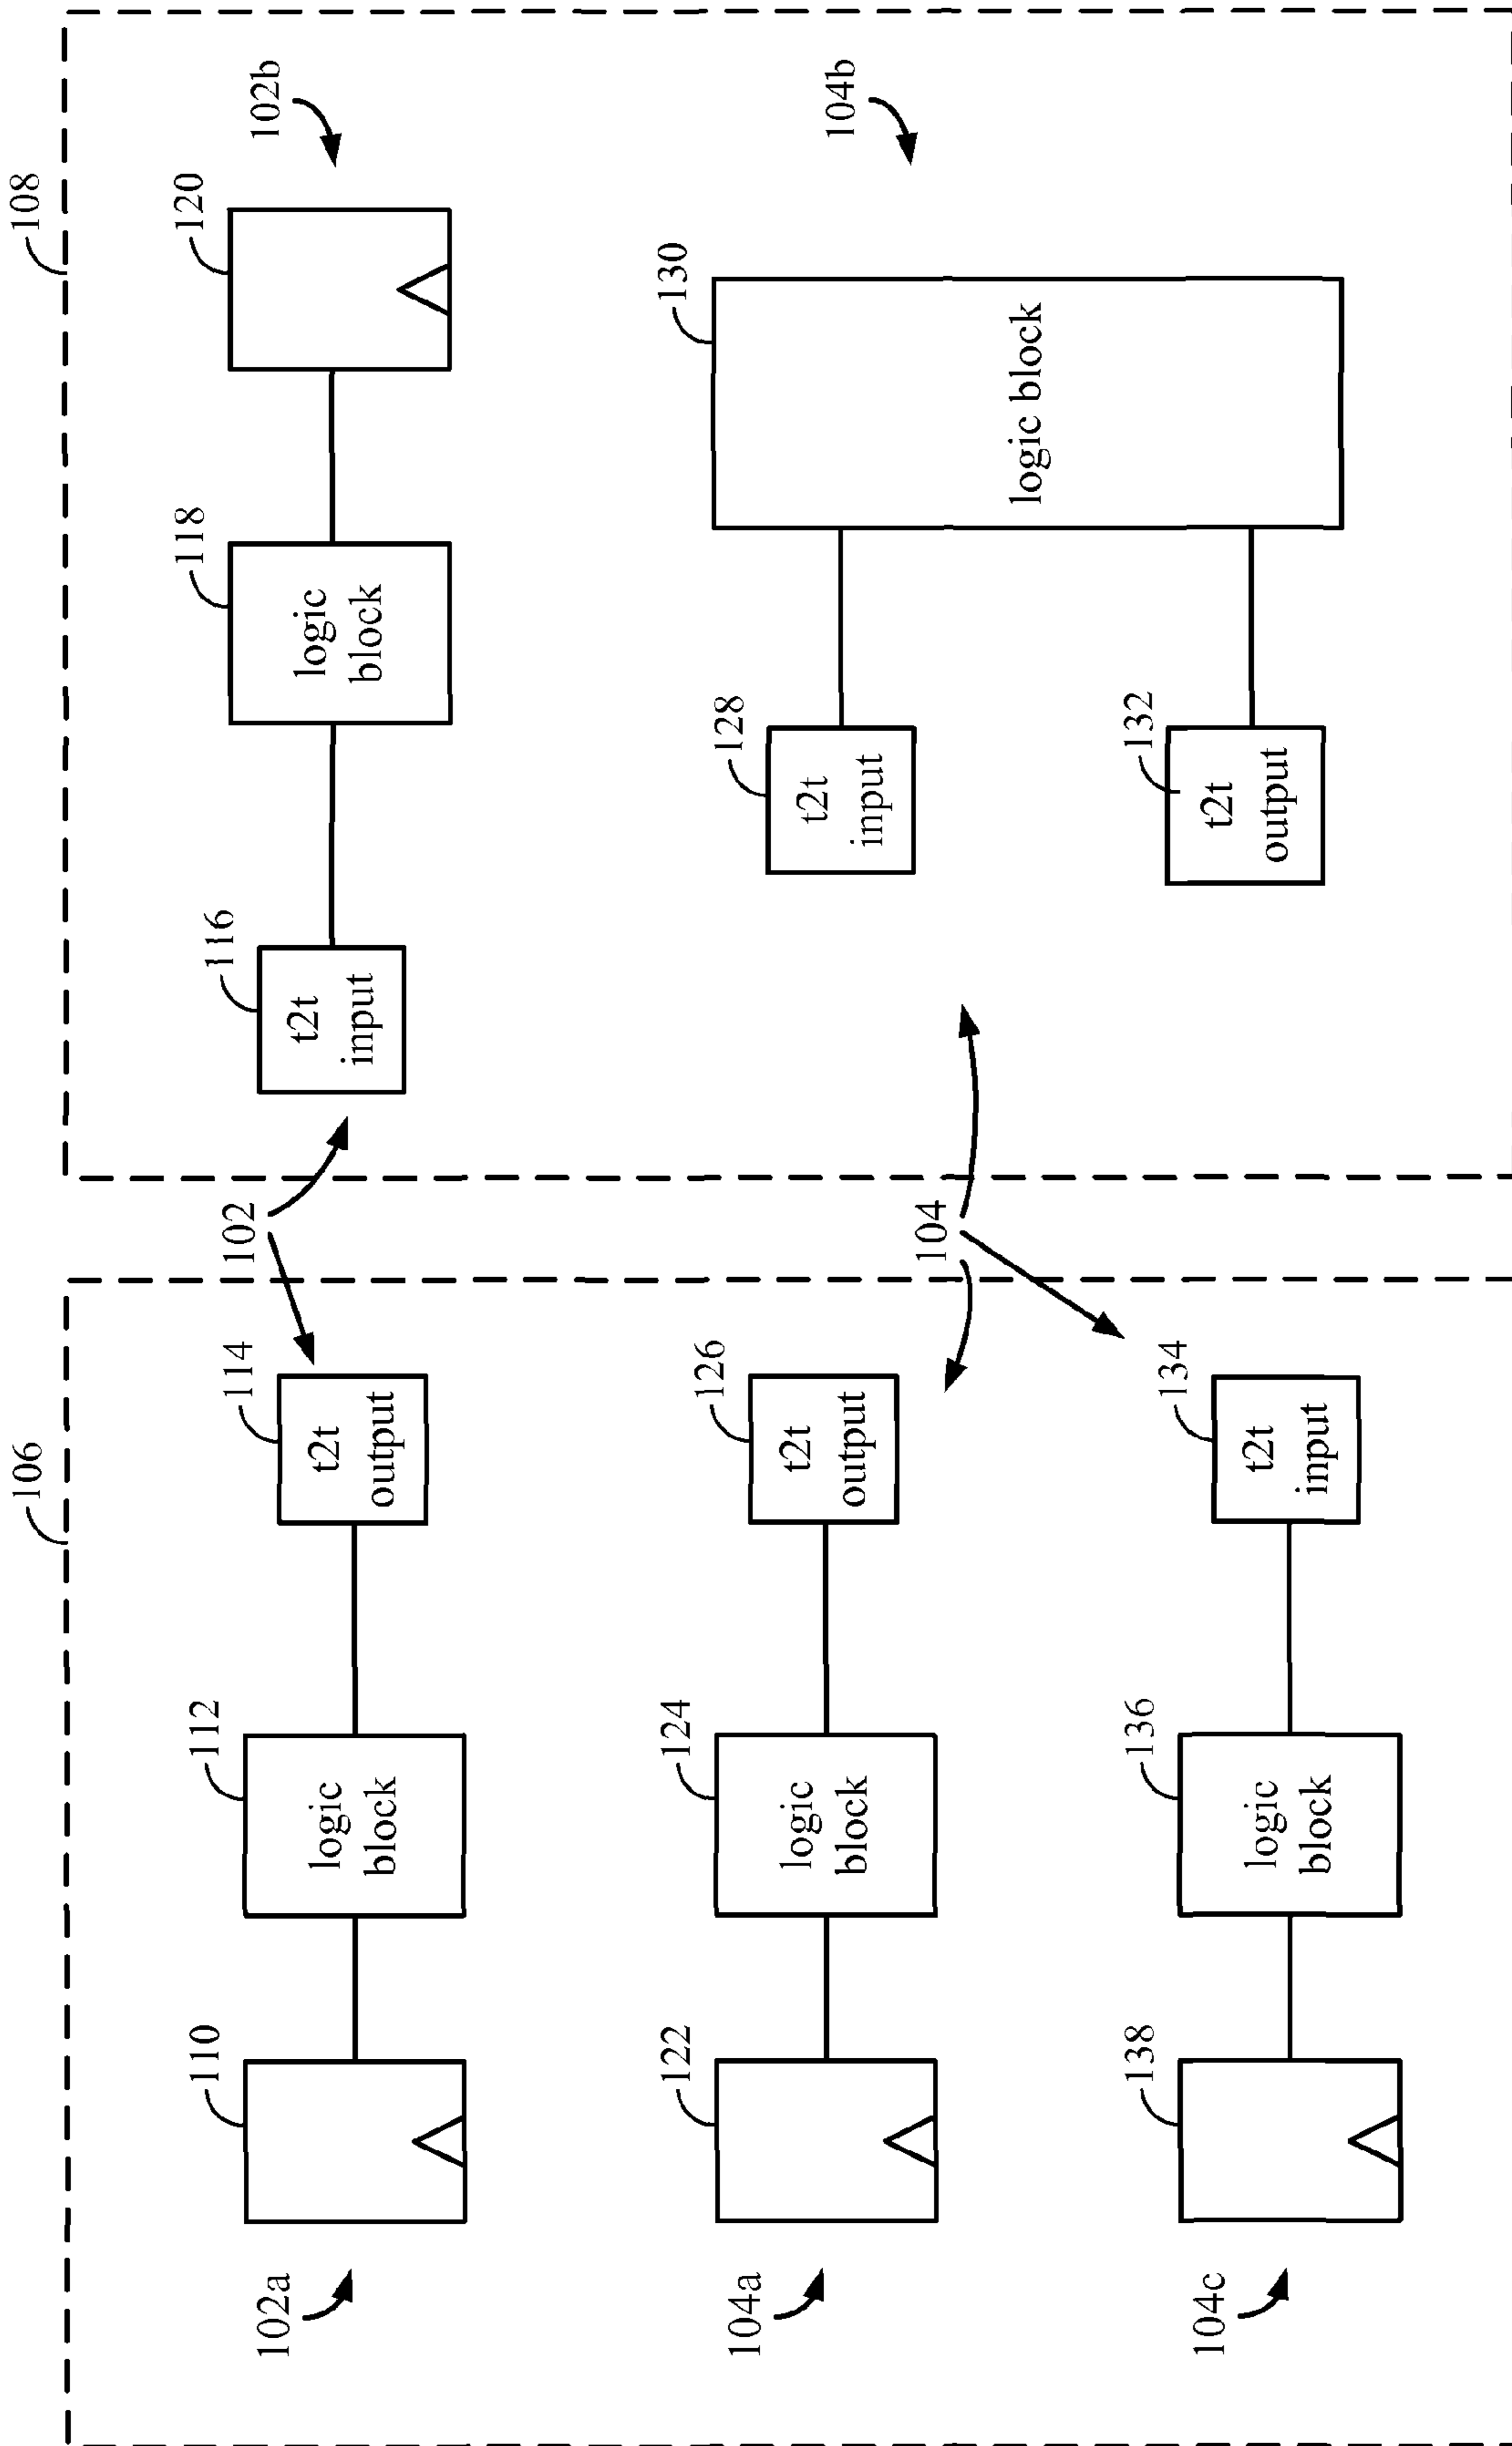 106
108
102a
110
112
logic
block
114
t2t
output
102
116
t2t
input
118
logic
block
120
102b
104a
122
124
logic
block
126
t2t
output
104
128
t2t
input
130
logic block
104b
132
t2t
output
104c
138
136
logic
block
134
t2t
input